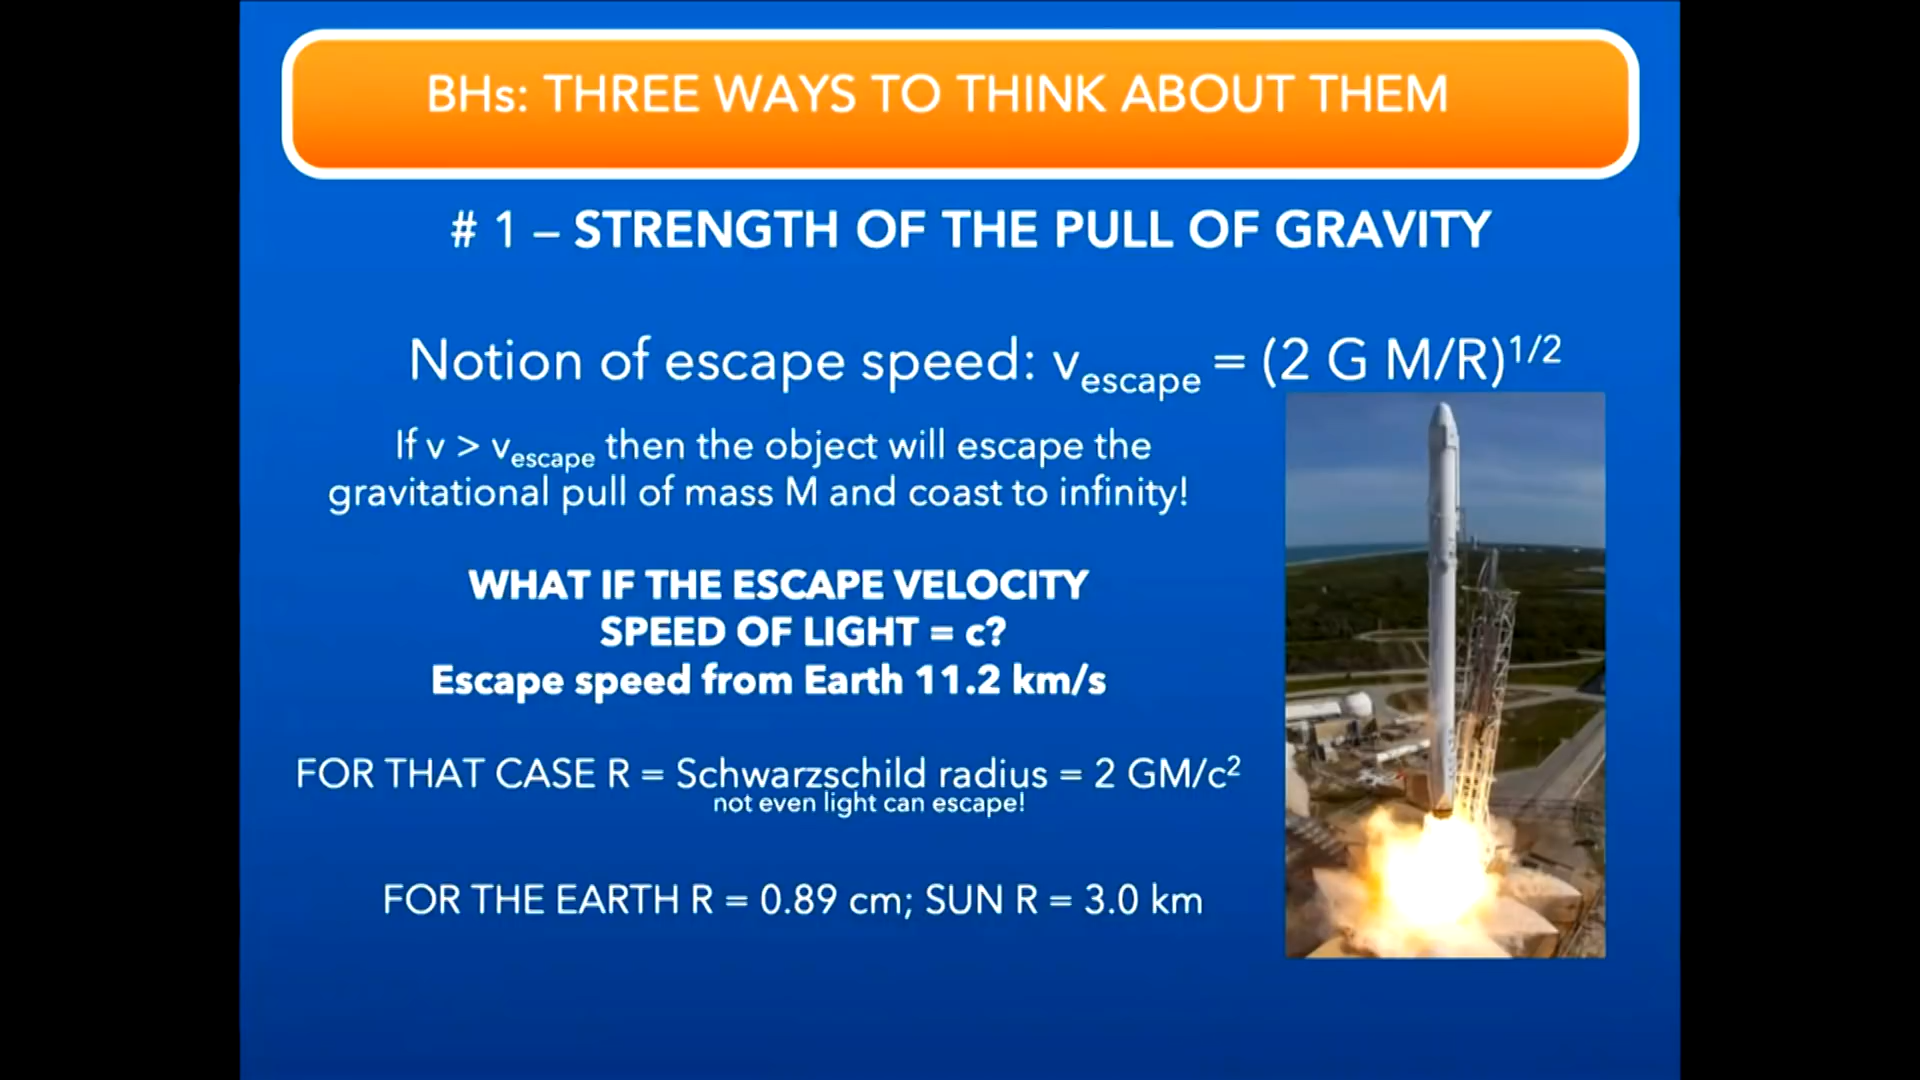 BHs: THREE WAYS TO THINK ABOUT THEM
# 1 – STRENGTH OF THE PULL OF GRAVITY
Notion of escape speed: vescape = (2 G M/R)1/2
If v > vescape then the object will escape the
gravitational pull of mass M and coast to infinity!
WHAT IF THE ESCAPE VELOCITY
SPEED OF LIGHT = c?
Escape speed from Earth 11.2 km/s
FOR THAT CASE R = Schwarzschild radius = 2 GM/c²
not even light can escape!
FOR THE EARTH R = 0.89 cm; SUN R = 3.0 km